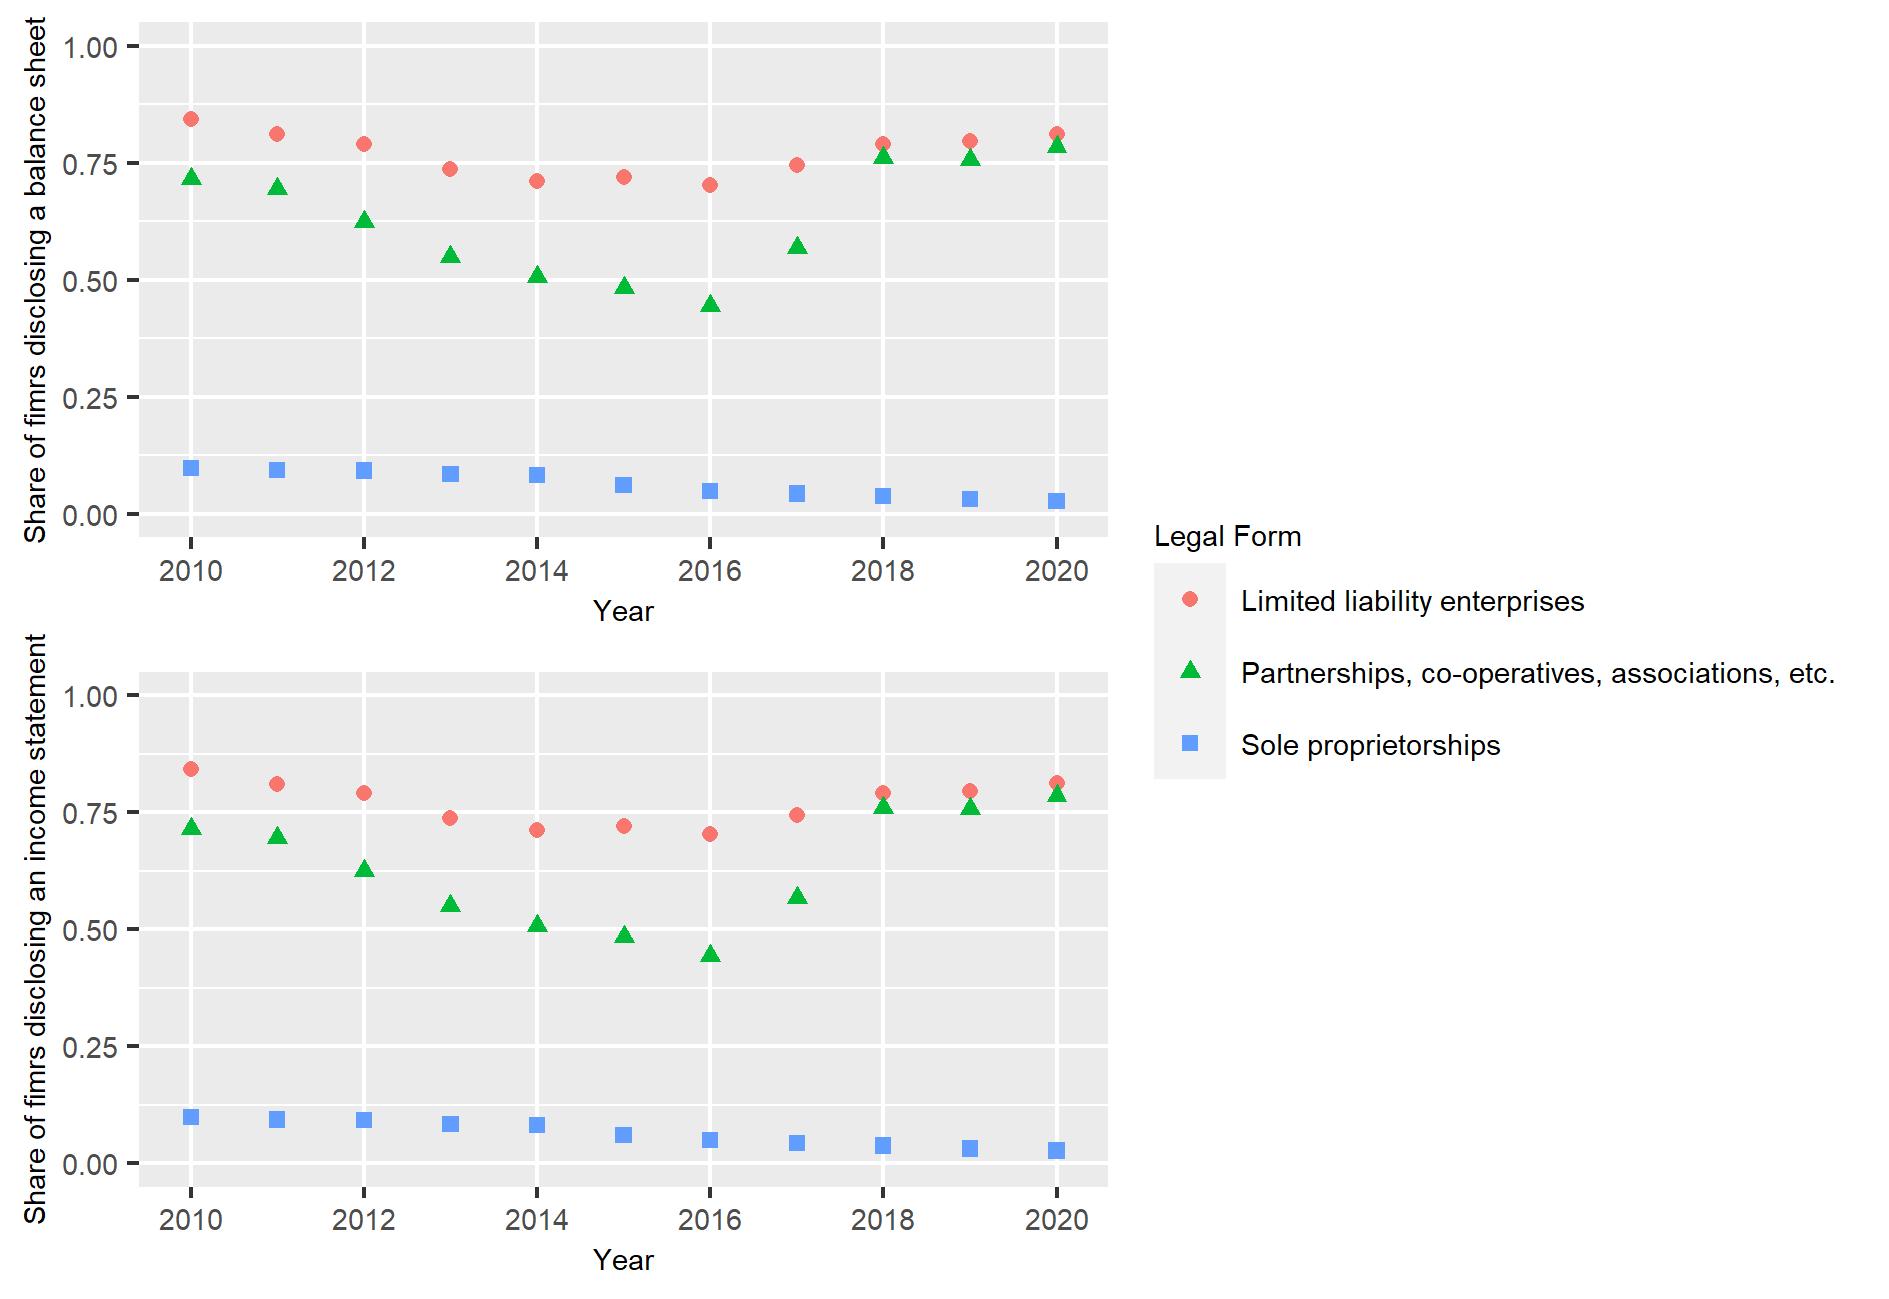 Share of fimrs disclosing a balance sheet
1.00
0.75
0.50
0.25
0.00
2010 2012 2014 2016 2018 2020
Year
Share of fimrs disclosing an income statement
1.00
0.75
0.50
0.25
0.00
2010 2012 2014 2016 2018 2020
Year
Legal Form
Limited liability enterprises
Partnerships, co-operatives, associations, etc.
Sole proprietorships